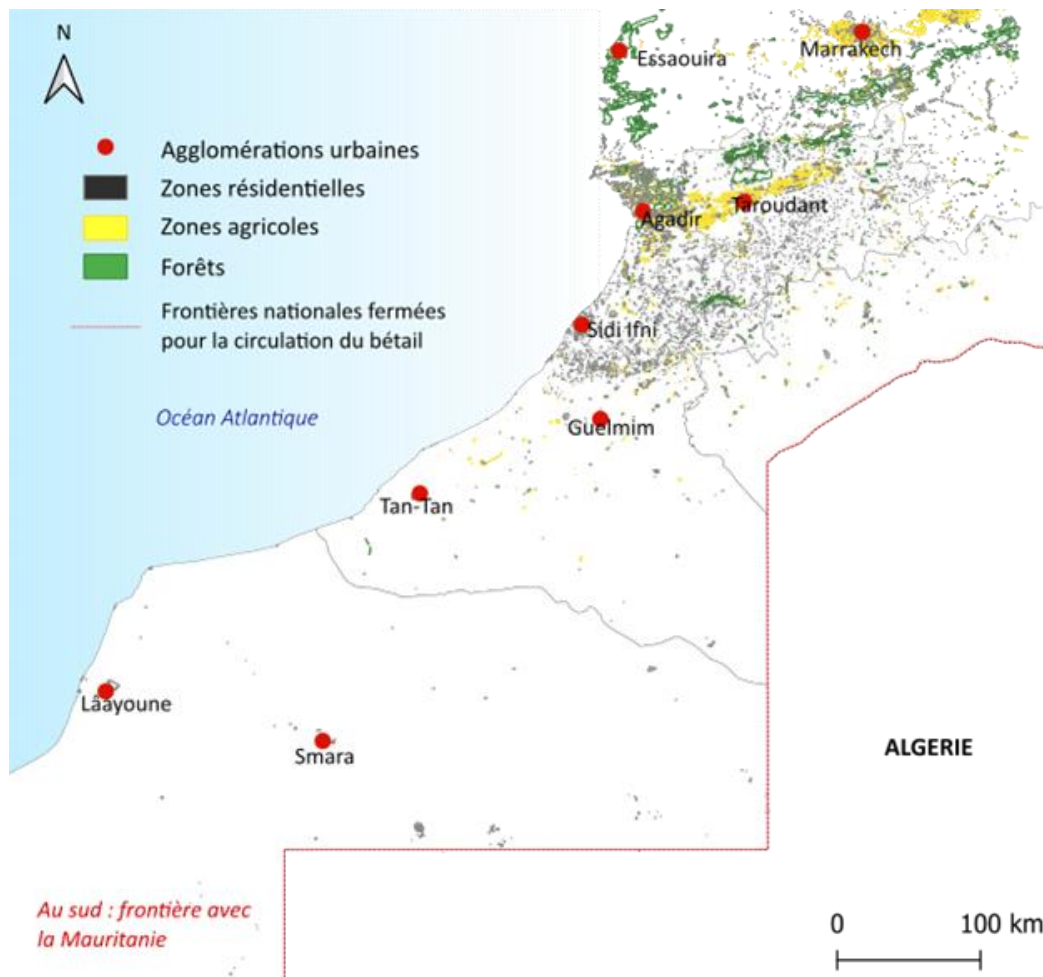 N
Essaouira
Marrakech
Agglomérations urbaines
Zones résidentielles
Zones agricoles
Forêts
Frontières nationales fermées
pour la circulation du bétail
Agadir
Taroudant
Sidi Ifni
Océan Atlantique
Guelmim
Tan-Tan
Laayoune
Smara
ALGERIE
Au sud : frontière avec
la Mauritanie
0 100 km